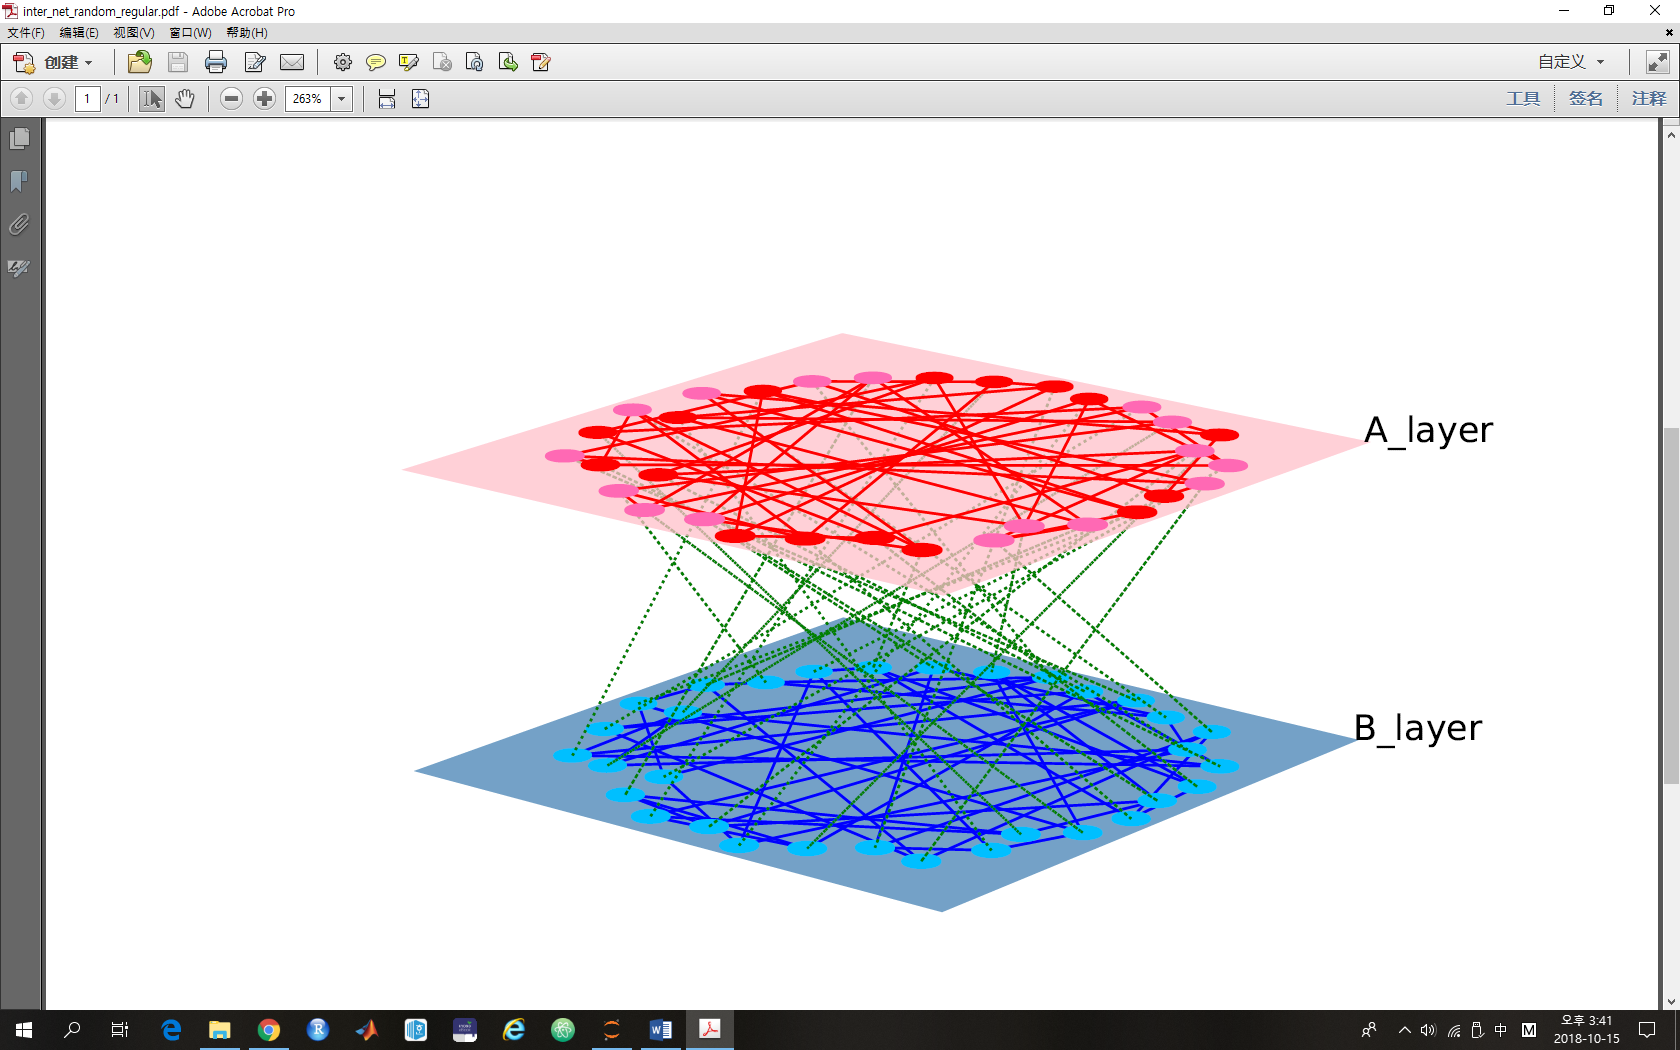 inter_net_random_regular.pdf - Adobe Acrobat Pro
文件(F) 编辑(E) 视图(V) 窗口(W) 帮助(H)
创建 自定义
1 / 1 263% 工具 签名 注释
A_layer
B_layer
中 M 오후 3:41
2018-10-15